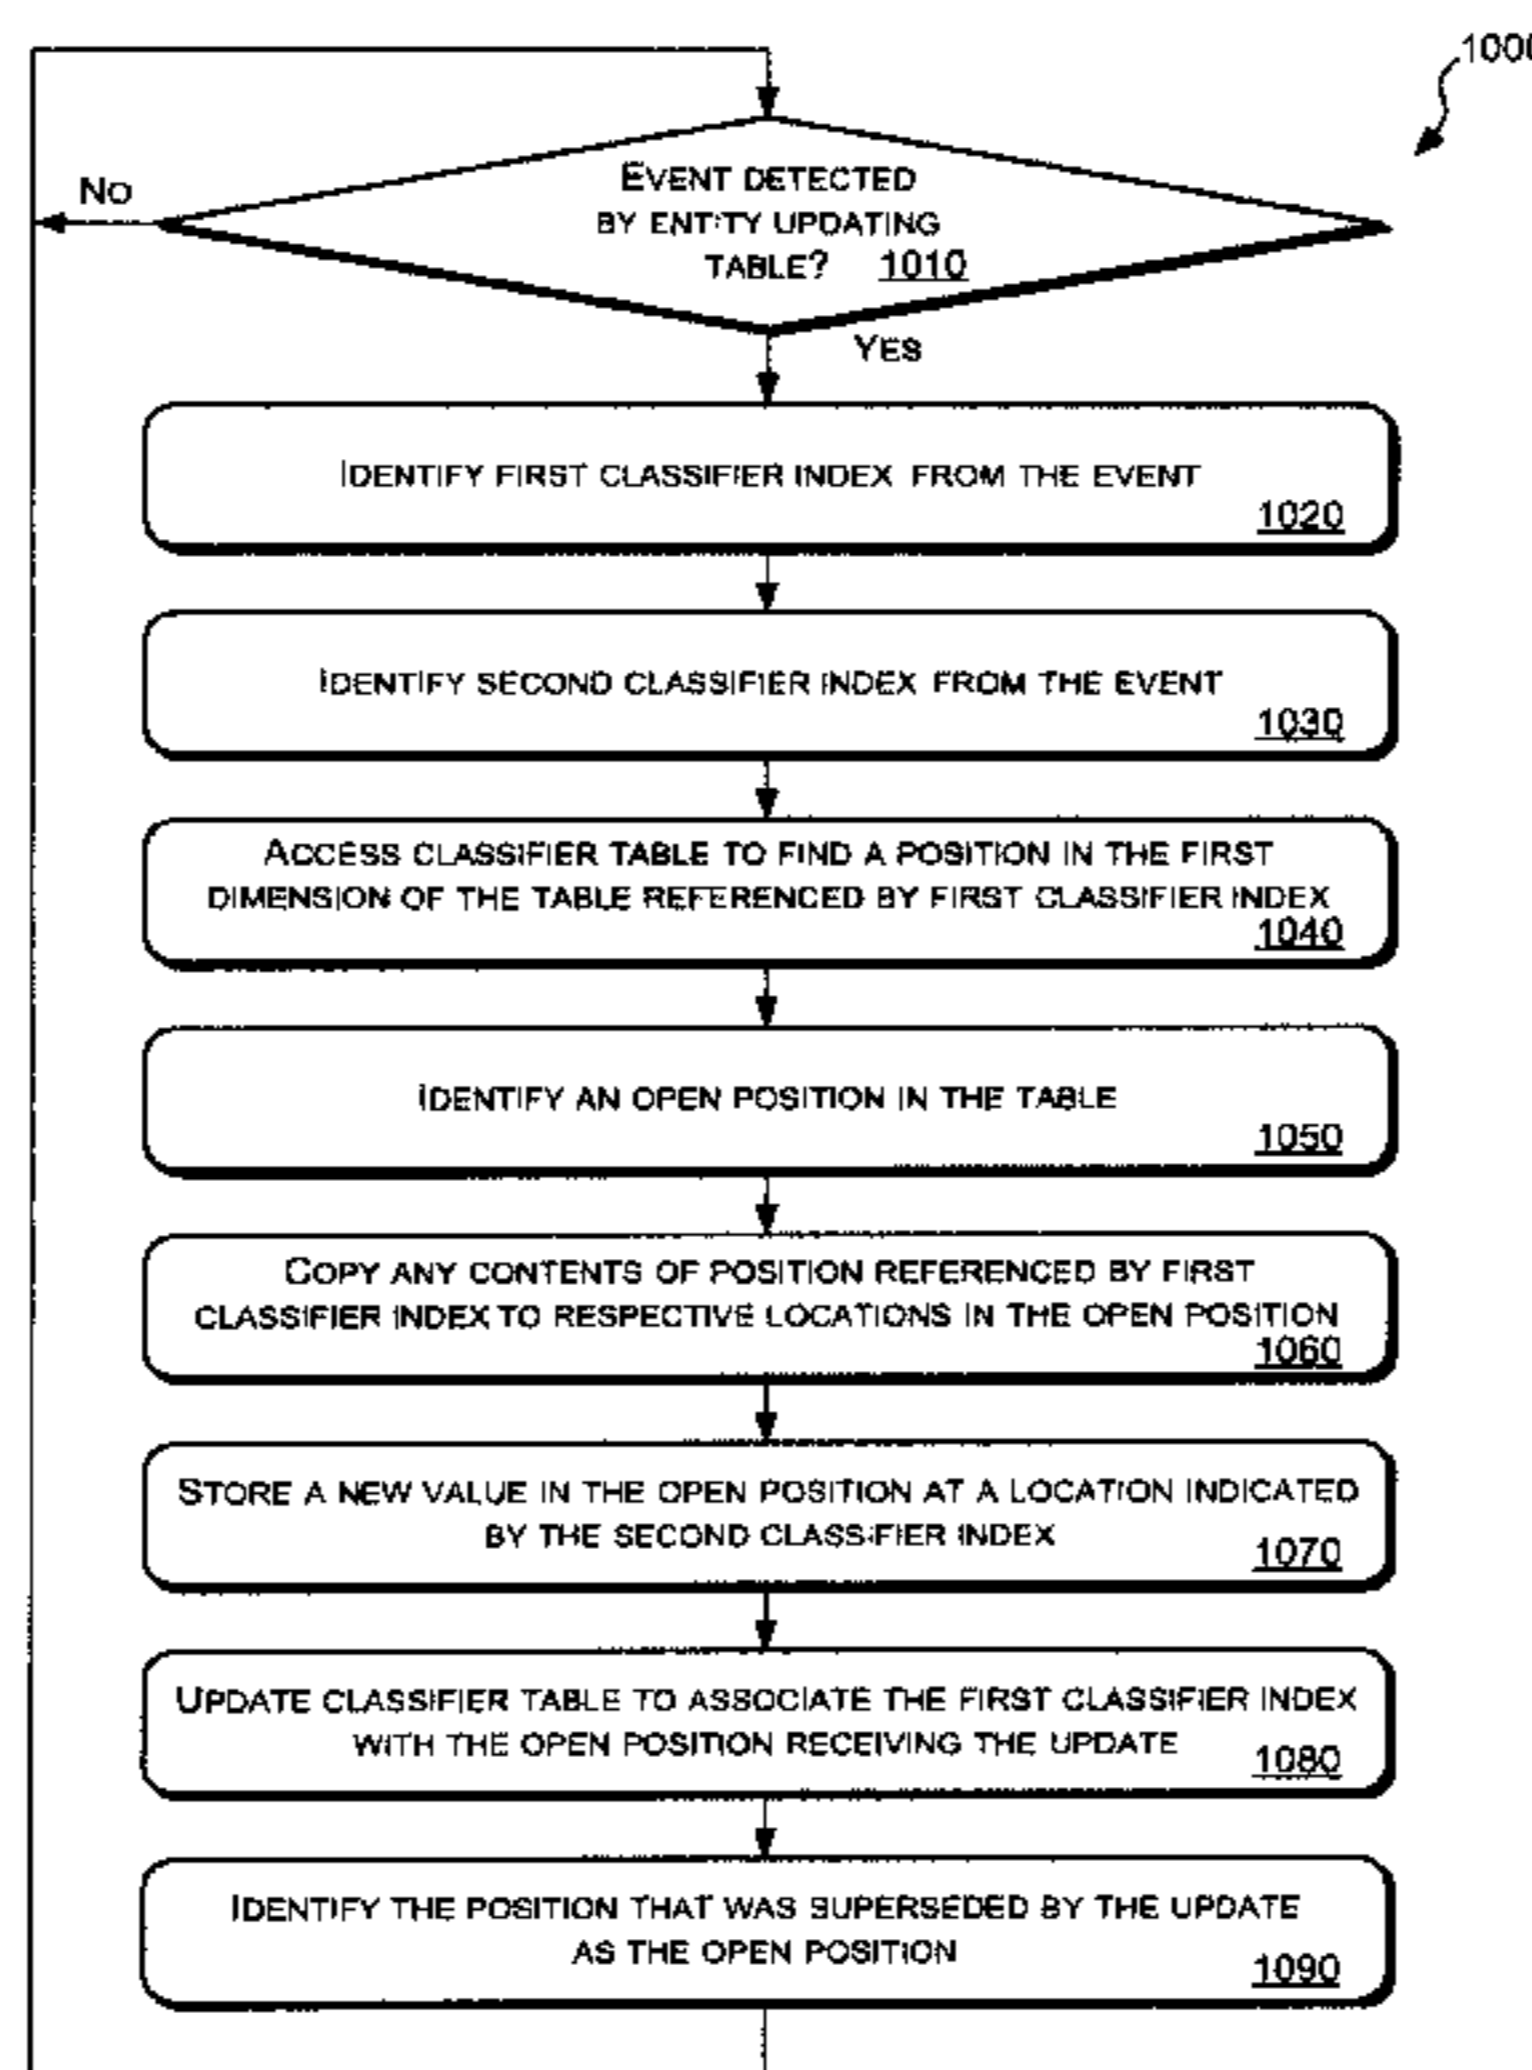 1000
EVENT DETECTED
NO
BY ENTITY UPDATING
TABLE? 1010
YES
IDENTIFY FIRST CLASSIFIER INDEX FROM THE EVENT
1020
IDENTIFY SECOND CLASSIFIER INDEX FROM THE EVENT
1030
ACCESS CLASSIFIER TABLE TO FIND A POSITION IN THE FIRST
DIMENSION OF THE TABLE REFERENCED BY FIRST CLASSIFIER INDEX
1040
IDENTIFY AN OPEN POSITION IN THE TABLE
1050
COPY ANY CONTENTS OF POSITION REFERENCED BY FIRST
CLASSIFIER INDEX TO RESPECTIVE LOCATIONS IN THE OPEN POSITION
1060
STORE A NEW VALUE IN THE OPEN POSITION AT A LOCATION INDICATED
BY THE SECOND CLASSIFIER INDEX
1070
UPDATE CLASSIFIER TABLE TO ASSOCIATE THE FIRST CLASSIFIER INDEX
WITH THE OPEN POSITION RECEIVING THE UPDATE
1080
IDENTIFY THE POSITION THAT WAS SUPERSEDED BY THE UPDATE
AS THE OPEN POSITION
1090